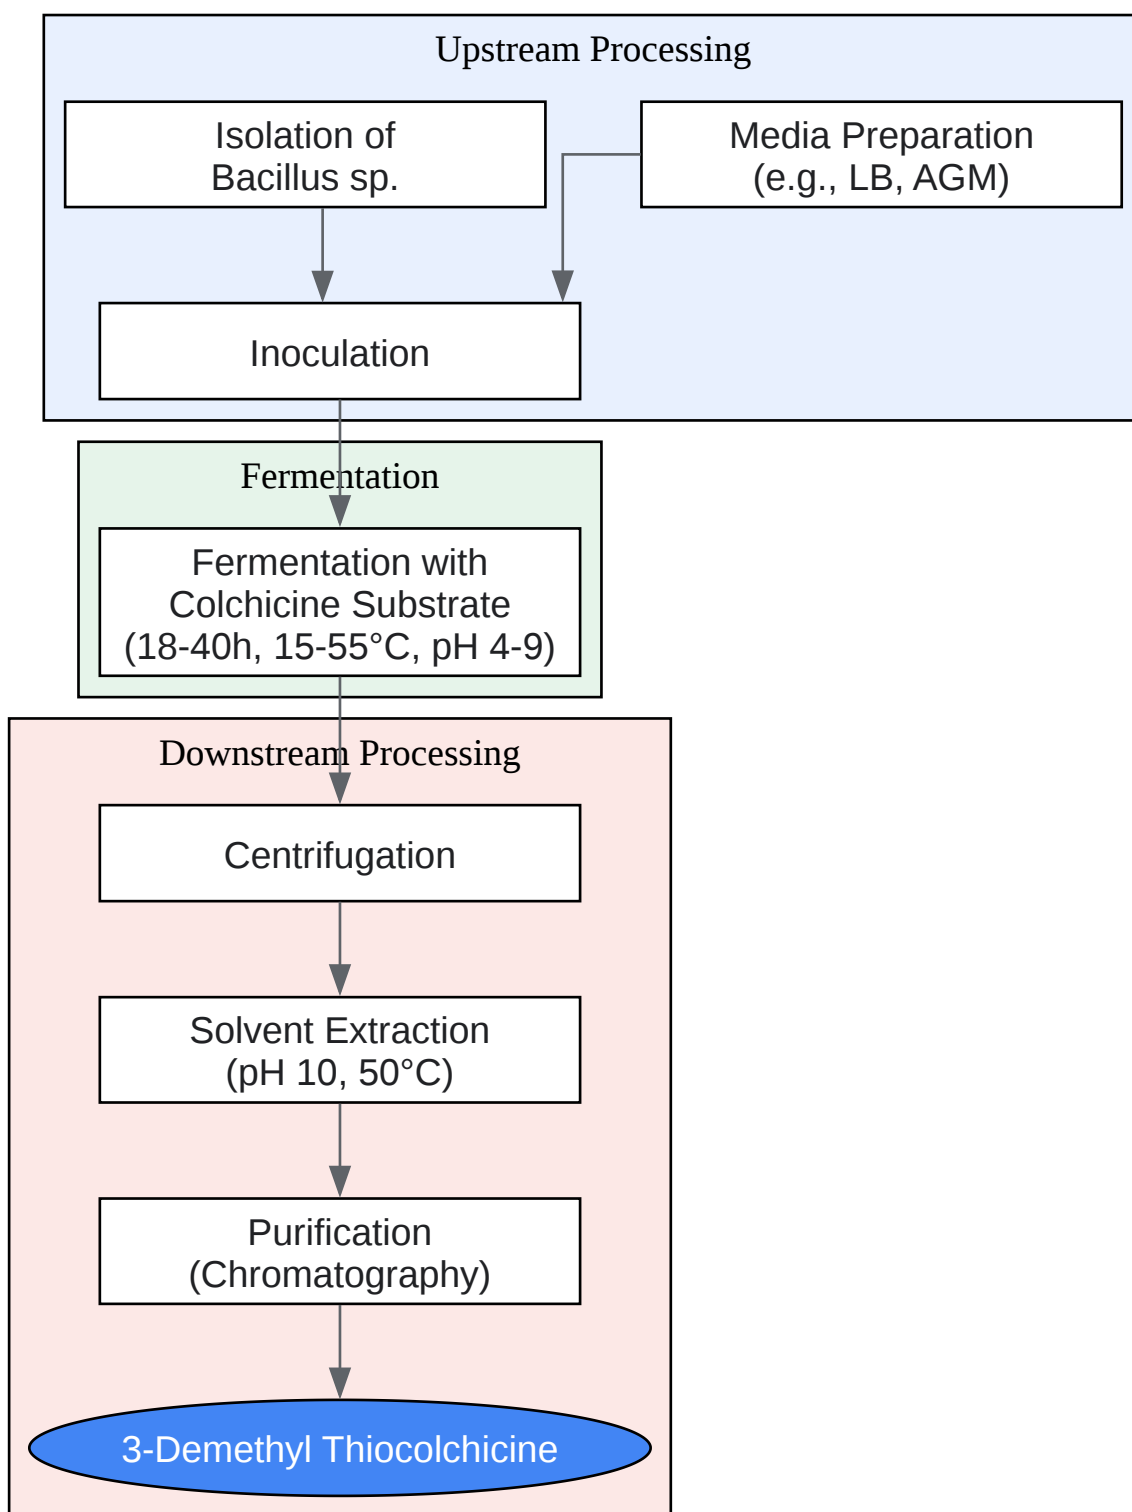 Upstream Processing
Isolation of
Bacillus sp.
Media Preparation
(e.g., LB, AGM)
Inoculation
Fermentation
Fermentation with
Colchicine Substrate
(18-40h, 15-55°C, pH 4-9)
Downstream Processing
Centrifugation
Solvent Extraction
(pH 10, 50°C)
Purification
(Chromatography)
3-Demethyl Thiocolchicine